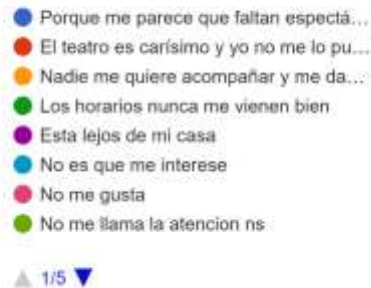 Porque me parece que faltan espectá...
El teatro es carísimo y yo no me lo pu...
Nadie me quiere acompañar y me da...
Los horarios nunca me vienen bien
Esta lejos de mi casa
No es que me interese
No me gusta
No me llama la atencion ns
1/5